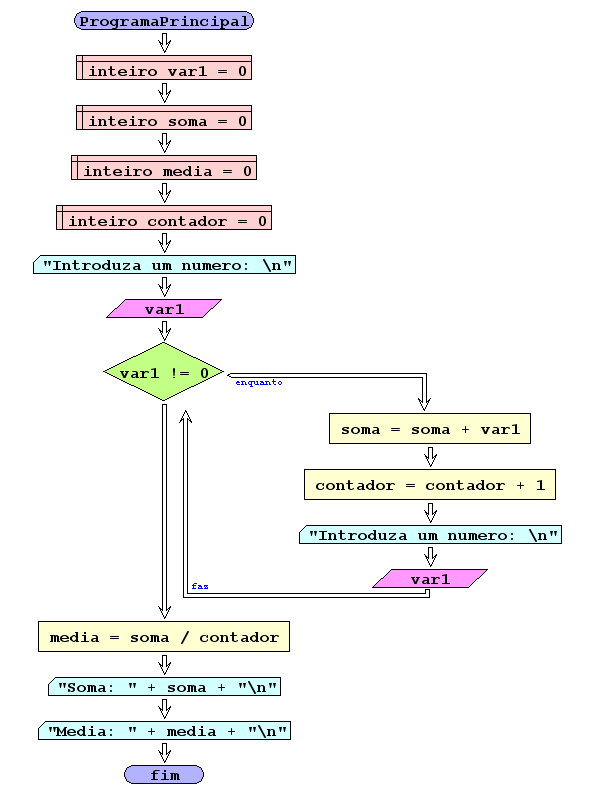 ProgramaPrincipal
inteiro var1 = 0
inteiro soma = 0
inteiro media = 0
inteiro contador = 0
"Introduza um numero: \n"
var1
var1 != 0
enquanto
soma = soma + var1
contador = contador + 1
"Introduza um numero: \n"
var1
faz
media = soma / contador
"Soma: " + soma + "\n"
"Media: " + media + "\n"
fim